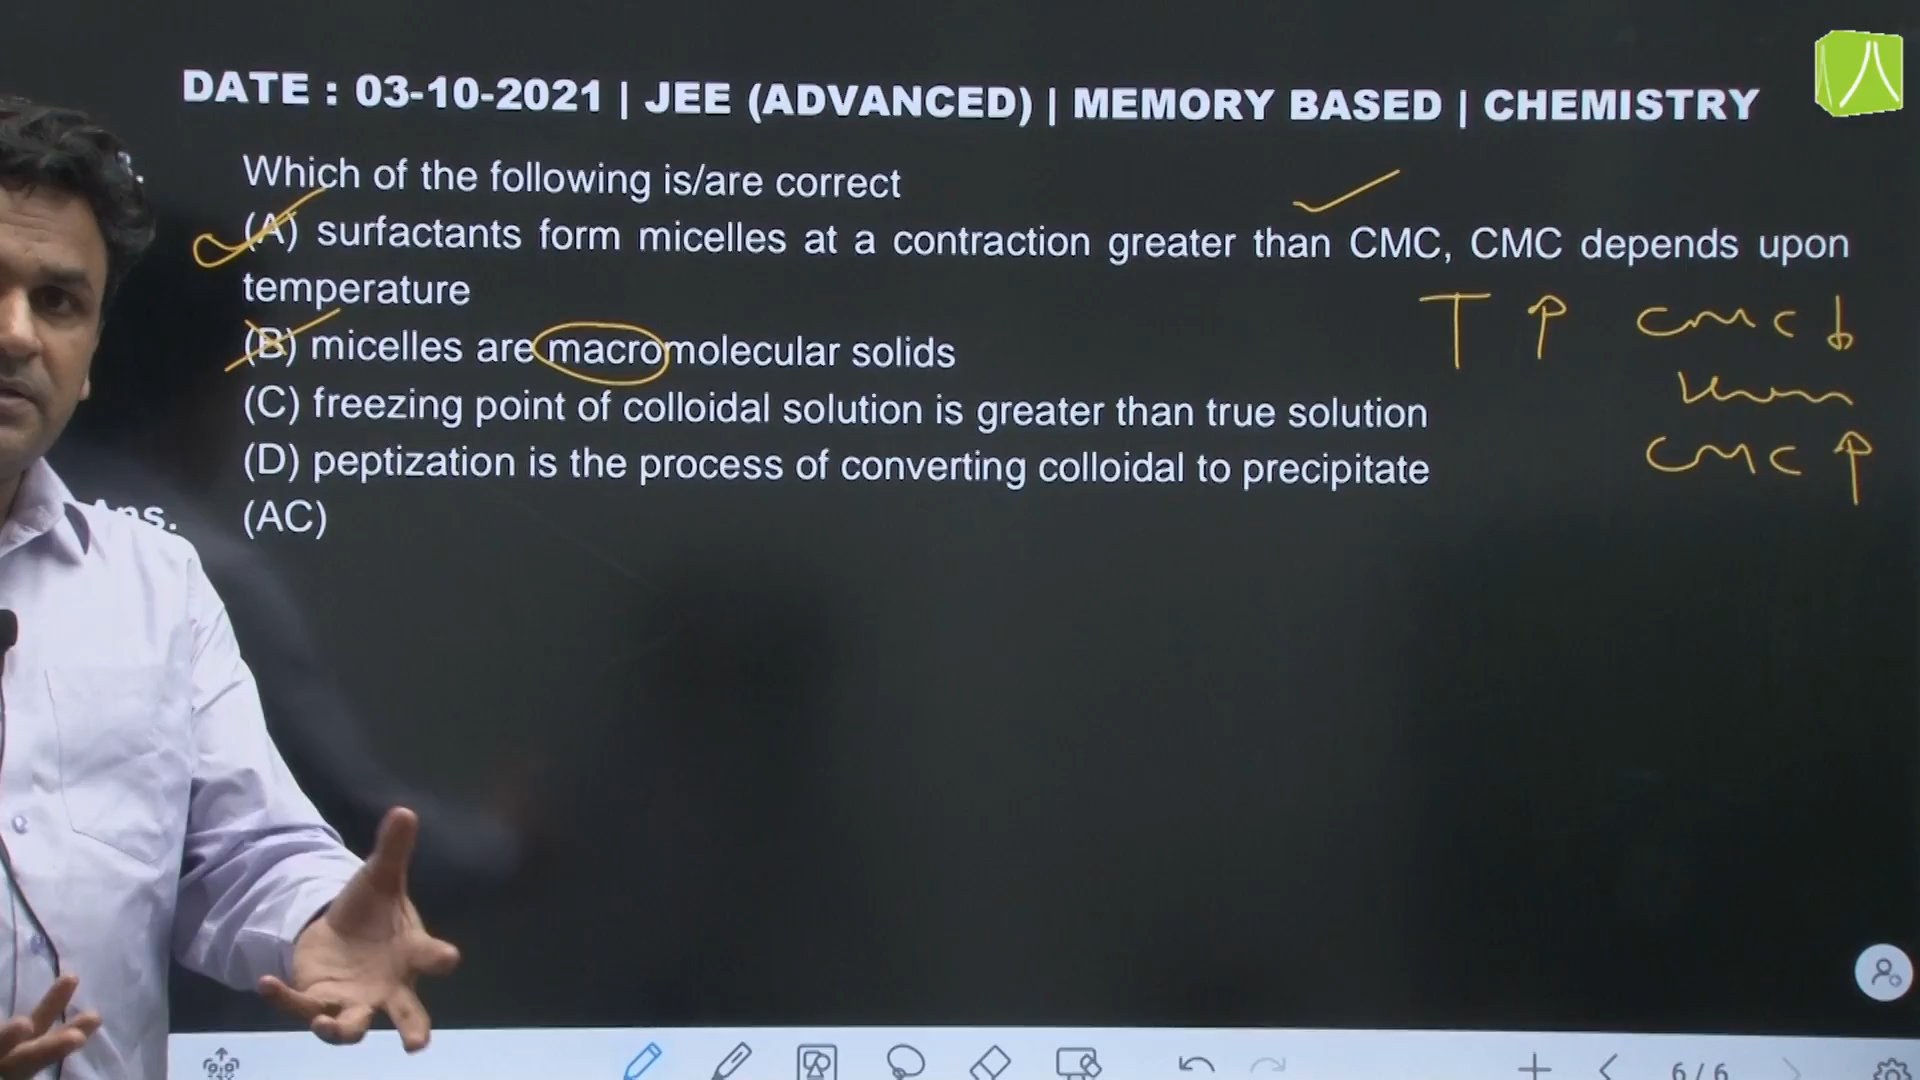 DATE : 03-10-2021 | JEE (ADVANCED) | MEMORY BASED | CHEMISTRY
Which of the following is/are correct
(A) surfactants form micelles at a contraction greater than CMC, CMC depends upon
temperature
(B) micelles are macromolecular solids
(C) freezing point of colloidal solution is greater than true solution
(D) peptization is the process of converting colloidal to precipitate
Ans. (AC)
T ↑ CMC ↓
CMC ↑
6/6